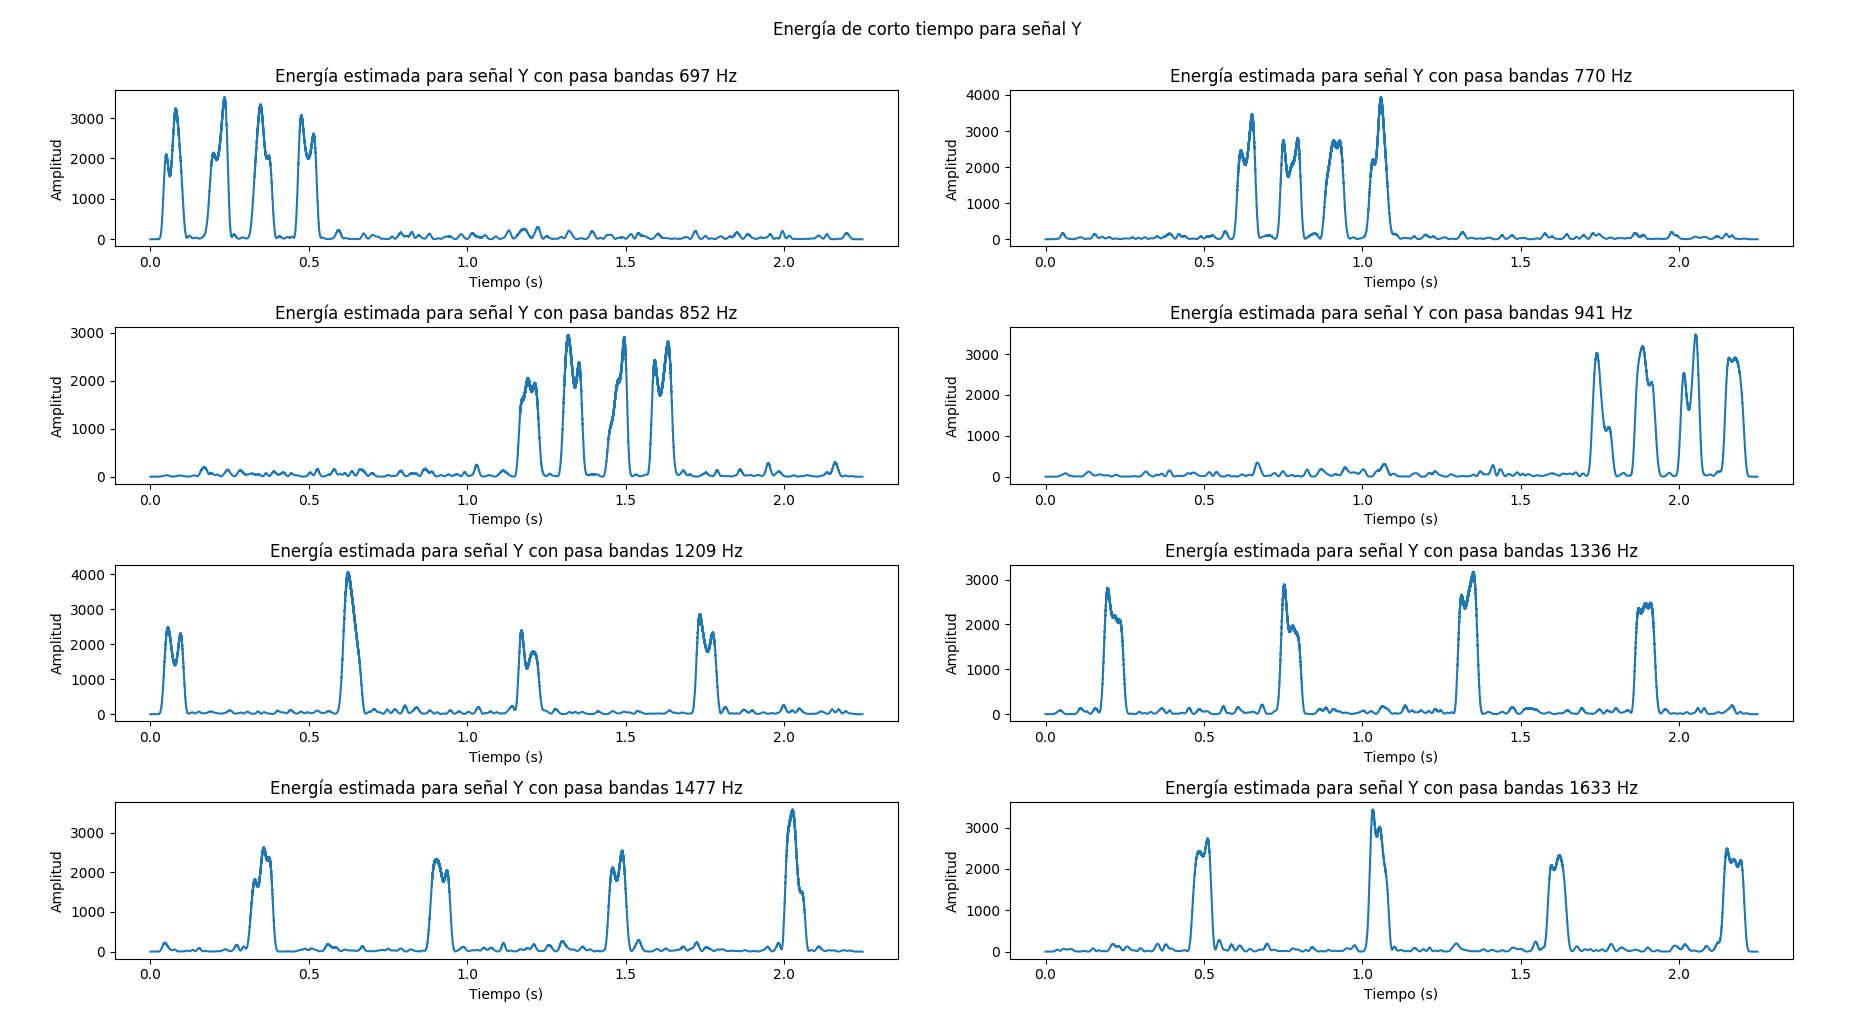 Energía de corto tiempo para señal Y
Energía estimada para señal Y con pasa bandas 697 Hz
Amplitud
3000
2000
1000
0
0.0 0.5 1.0 1.5 2.0
Tiempo (s)
Energía estimada para señal Y con pasa bandas 770 Hz
Amplitud
4000
3000
2000
1000
0
0.0 0.5 1.0 1.5 2.0
Tiempo (s)
Energía estimada para señal Y con pasa bandas 852 Hz
Amplitud
3000
2000
1000
0
0.0 0.5 1.0 1.5 2.0
Tiempo (s)
Energía estimada para señal Y con pasa bandas 941 Hz
Amplitud
3000
2000
1000
0
0.0 0.5 1.0 1.5 2.0
Tiempo (s)
Energía estimada para señal Y con pasa bandas 1209 Hz
Amplitud
4000
3000
2000
1000
0
0.0 0.5 1.0 1.5 2.0
Tiempo (s)
Energía estimada para señal Y con pasa bandas 1336 Hz
Amplitud
3000
2000
1000
0
0.0 0.5 1.0 1.5 2.0
Tiempo (s)
Energía estimada para señal Y con pasa bandas 1477 Hz
Amplitud
3000
2000
1000
0
0.0 0.5 1.0 1.5 2.0
Tiempo (s)
Energía estimada para señal Y con pasa bandas 1633 Hz
Amplitud
3000
2000
1000
0
0.0 0.5 1.0 1.5 2.0
Tiempo (s)